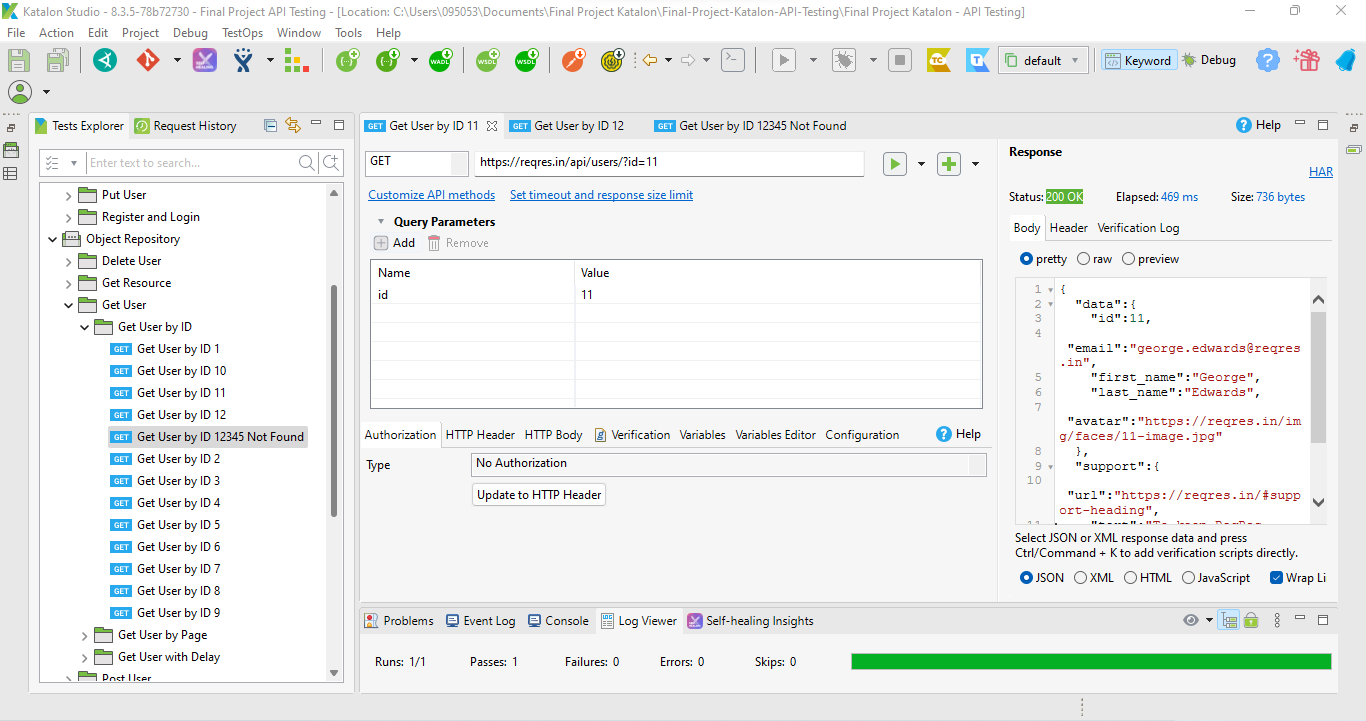 Katalon Studio - 8.3.5-78b72730 - Final Project API Testing - [Location: C:\Users\095053\Documents\Final Project Katalon\Final-Project-Katalon-API-Testing\Final Project Katalon - API Testing]
File Action Edit Project Debug TestOps Window Tools Help
WADL WSDL WSDL TC T default Keyword Debug
Tests Explorer Request History
Enter text to search...
Put User
Register and Login
Object Repository
Delete User
Get Resource
Get User
Get User by ID
GET Get User by ID 1
GET Get User by ID 10
GET Get User by ID 11
GET Get User by ID 12
GET Get User by ID 12345 Not Found
GET Get User by ID 2
GET Get User by ID 3
GET Get User by ID 4
GET Get User by ID 5
GET Get User by ID 6
GET Get User by ID 7
GET Get User by ID 8
GET Get User by ID 9
Get User by Page
Get User with Delay
Post User
GET Get User by ID 11 GET Get User by ID 12 GET Get User by ID 12345 Not Found Help
GET https://reqres.in/api/users/?id=11
Customize API methods Set timeout and response size limit
Query Parameters
Add Remove
Name Value
id 11
Authorization HTTP Header HTTP Body Verification Variables Variables Editor Configuration Help
Type No Authorization
Update to HTTP Header
Response
HAR
Status: 200 OK Elapsed: 469 ms Size: 736 bytes
Body Header Verification Log
pretty raw preview
1 {
2 "data":{
3 "id":11,
4
"email":"george.edwards@reqres
.in",
5 "first_name":"George",
6 "last_name":"Edwards",
7
"avatar":"https://reqres.in/im
g/faces/11-image.jpg"
8 },
9 "support":{
10
"url":"https://reqres.in/#supp
ort-heading",
11 "text":"To keep ReqRes
Select JSON or XML response data and press
Ctrl/Command + K to add verification scripts directly.
JSON XML HTML JavaScript Wrap Li
Problems Event Log Console Log Viewer Self-healing Insights
Runs: 1/1 Passes: 1 Failures: 0 Errors: 0 Skips: 0